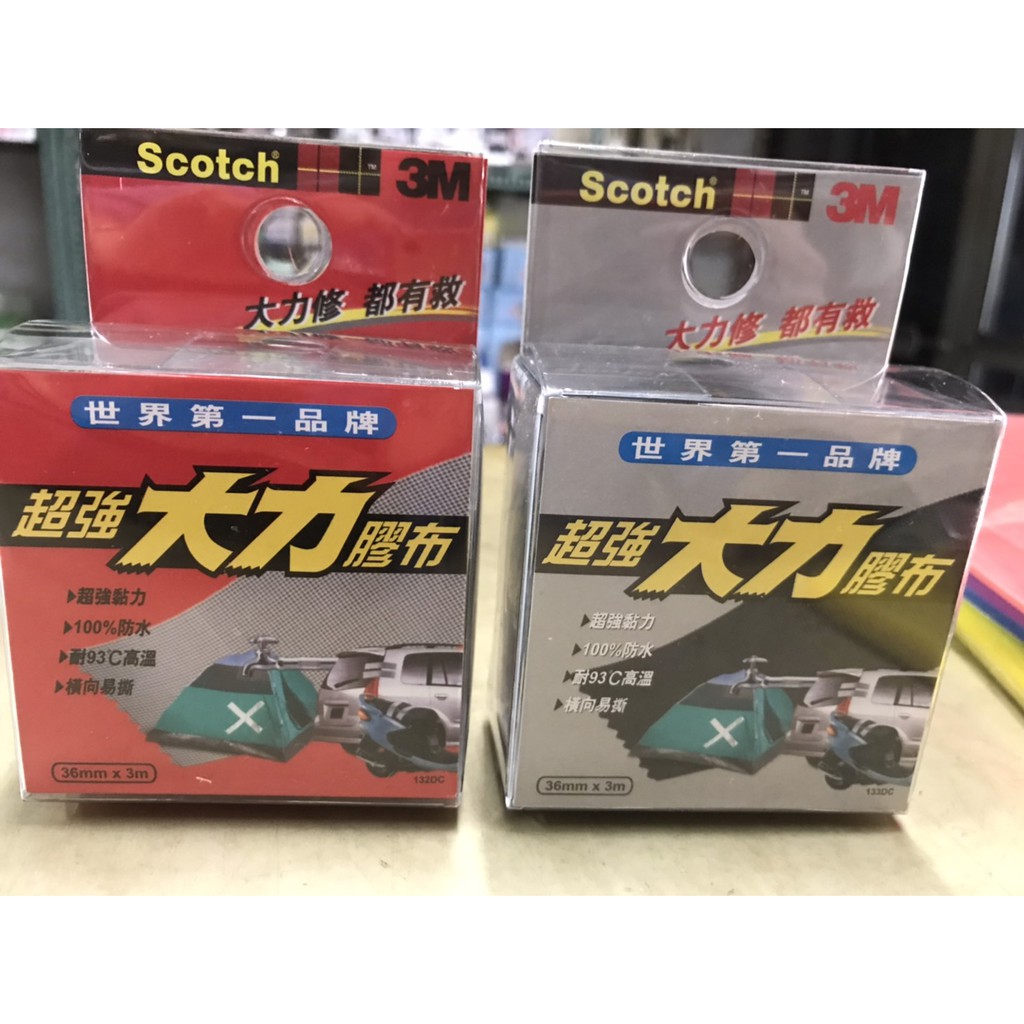 Scotch® ™ 3M
大力修 都有救
世界第一品牌
超強大力膠布
▶超強黏力
▶100%防水
▶耐93℃高溫
▶橫向易撕
36mm x 3m
132DC
Scotch® ™ 3M
大力修 都有救
世界第一品牌
超強大力膠布
▶超強黏力
▶100%防水
▶耐93℃高溫
▶橫向易撕
36mm x 3m
133DC